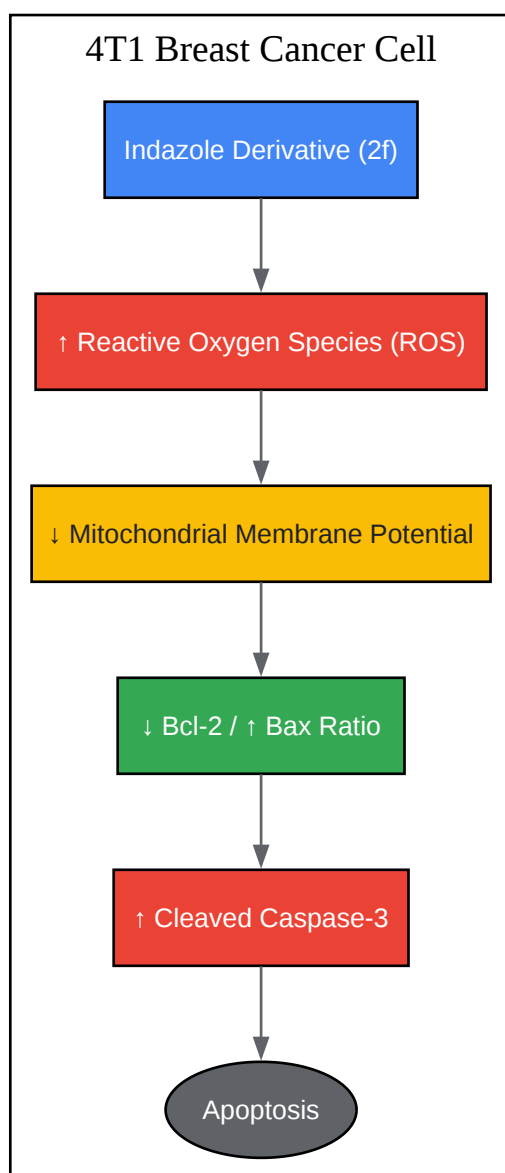 4T1 Breast Cancer Cell
Indazole Derivative (2f)
↑ Reactive Oxygen Species (ROS)
↓ Mitochondrial Membrane Potential
↓ Bcl-2 / ↑ Bax Ratio
↑ Cleaved Caspase-3
Apoptosis